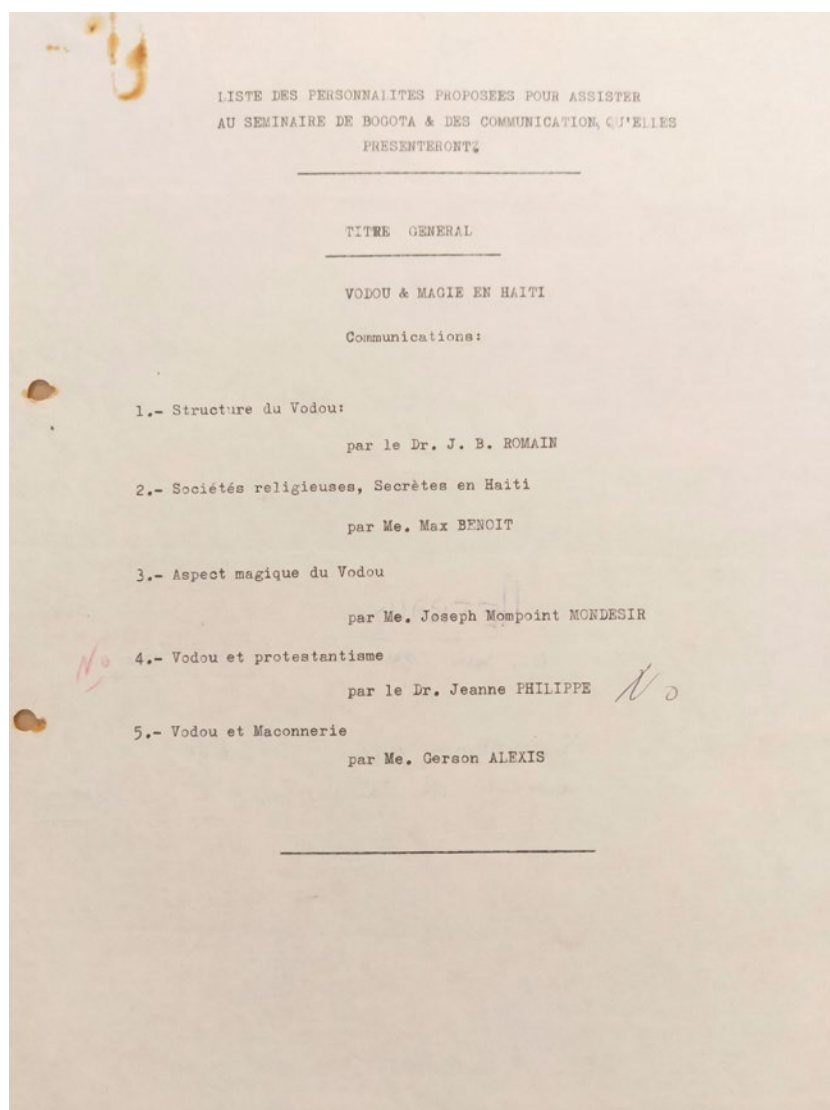 LISTE DES PERSONNALITES PROPOSEES POUR ASSISTER
AU SEMINAIRE DE BOGOTA & DES COMMUNICATION, QU'ELLES
PRESENTERONT
TITRE GENERAL
VODOU & MAGIE EN HAITI
Communications:
1.- Structure du Vodou:
par le Dr. J. B. ROMAIN
2.- Sociétés religieuses, Secrètes en Haiti
par Me. Max BENOIT
3.- Aspect magique du Vodou
par Me. Joseph Mompoint MONDESIR
No 4.- Vodou et protestantisme
par le Dr. Jeanne PHILIPPE No
5.- Vodou et Maconnerie
par Me. Gerson ALEXIS